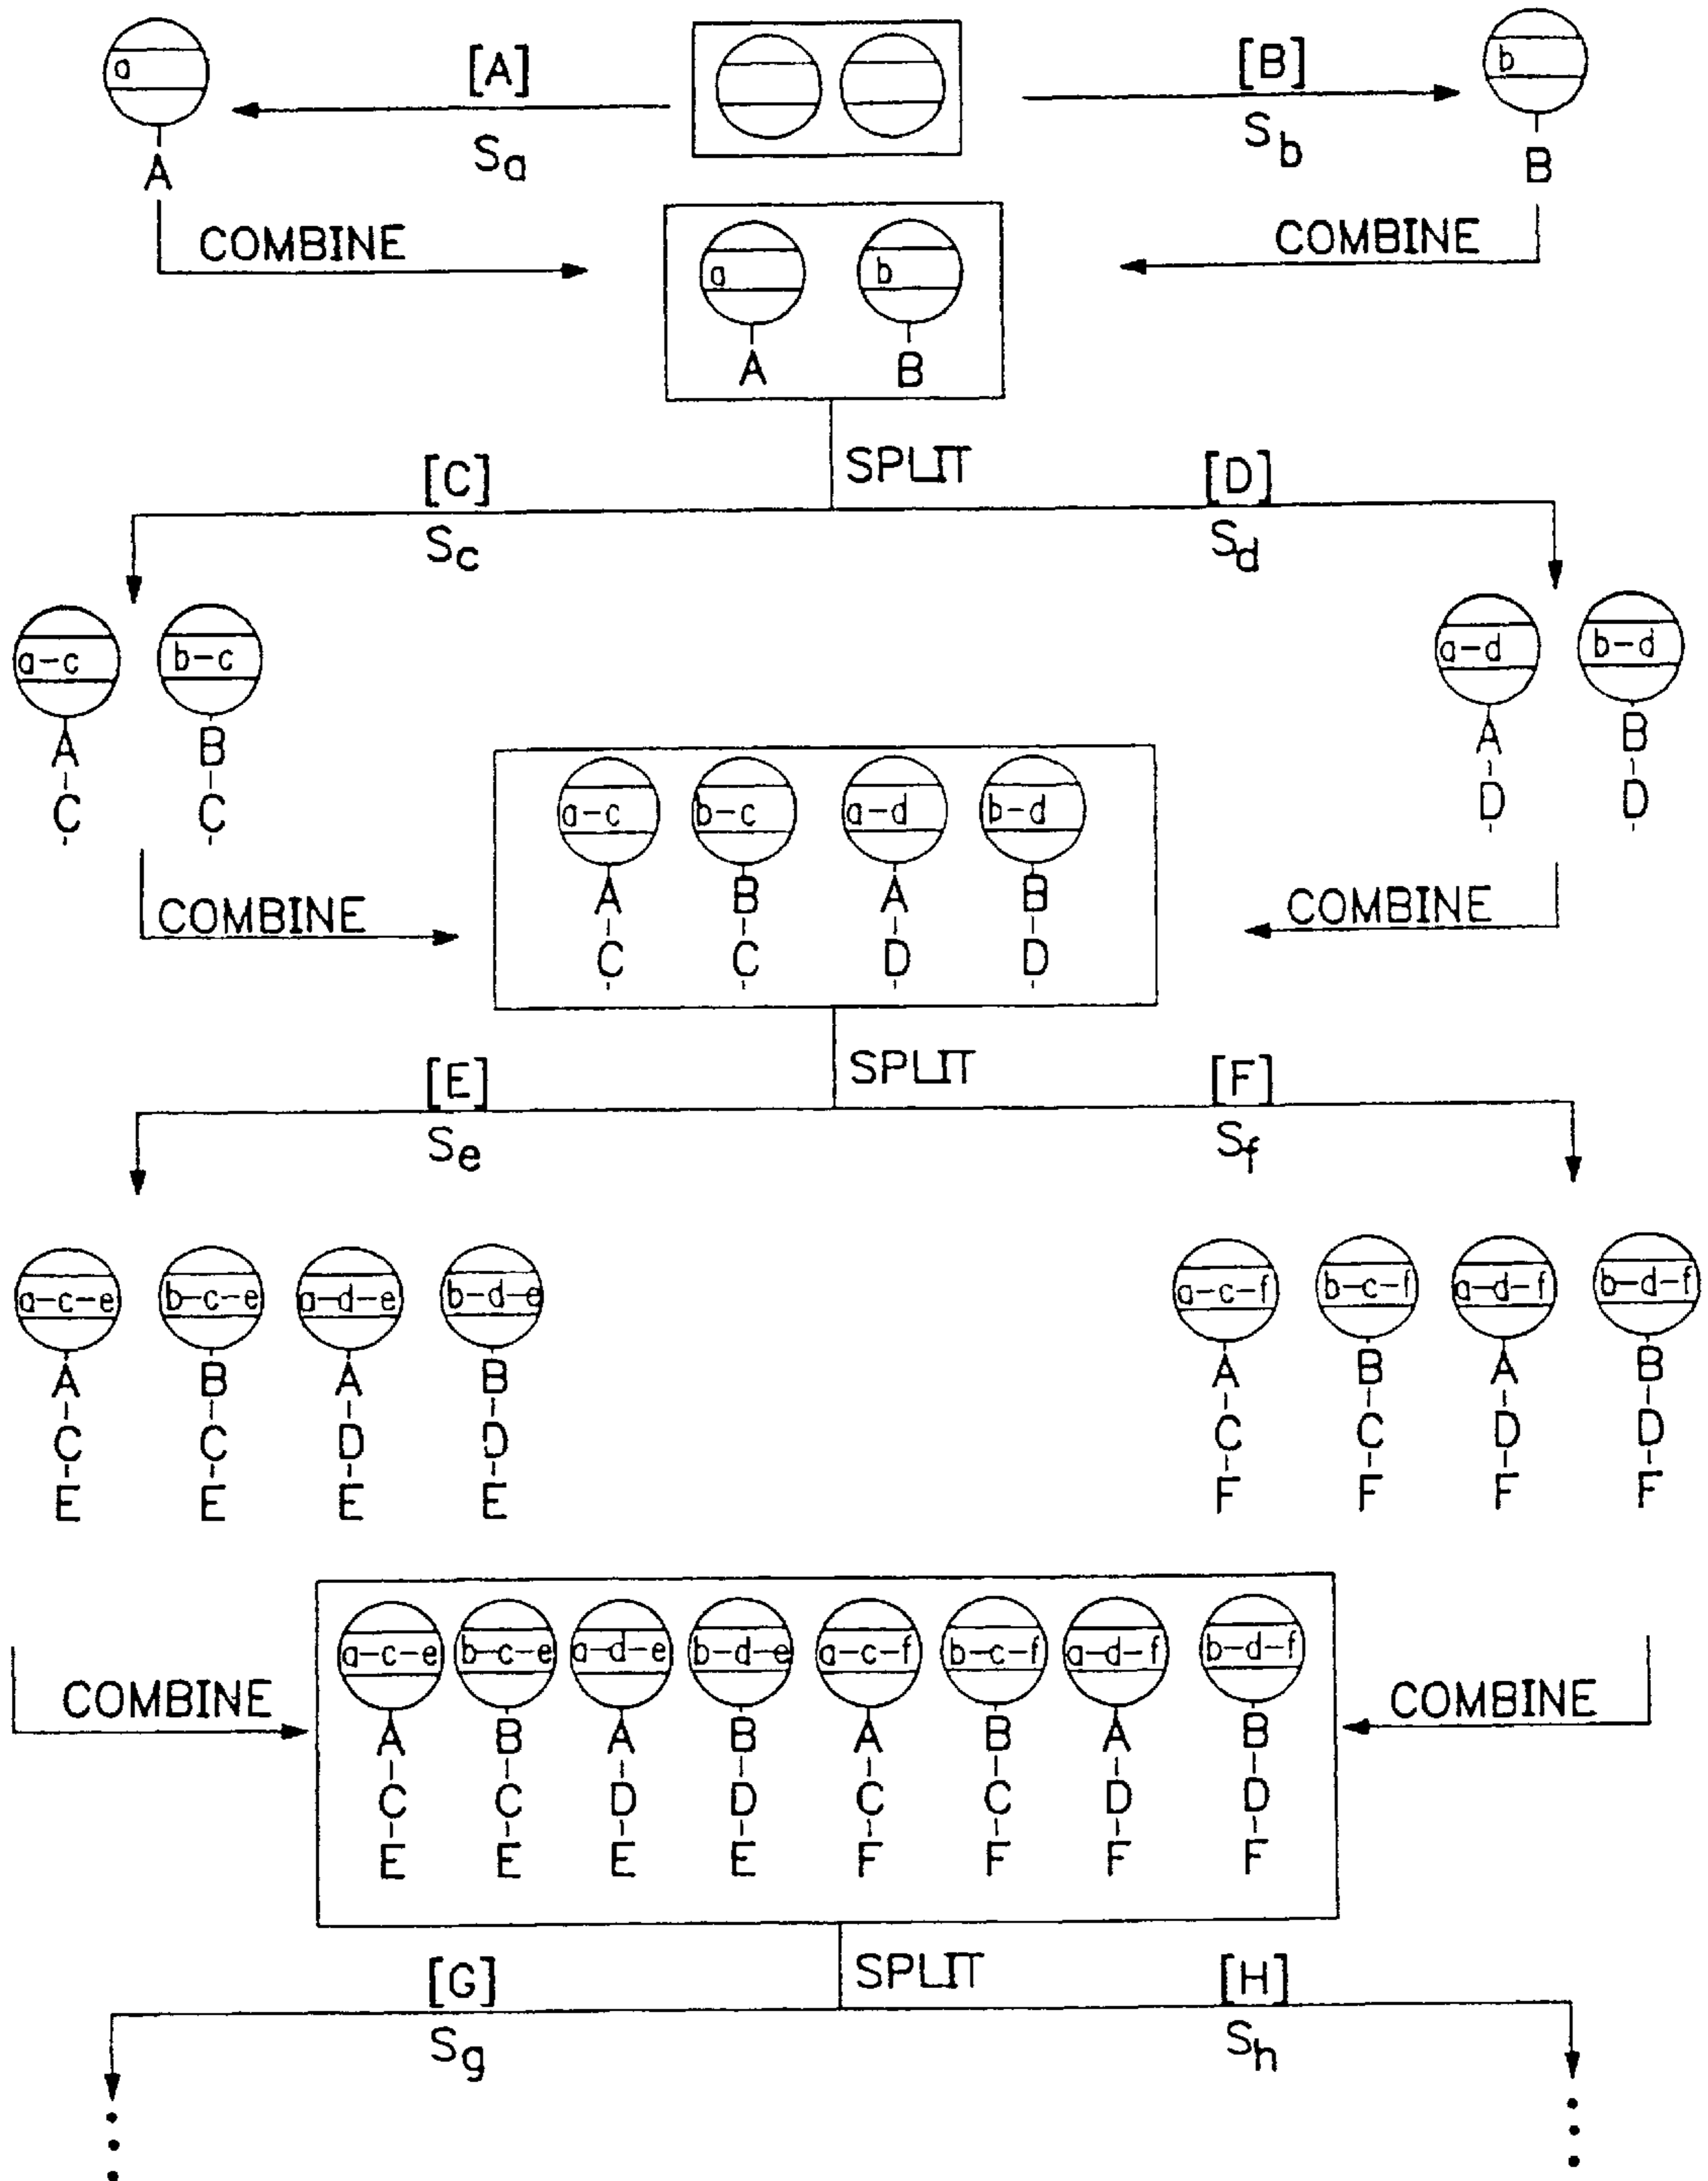 a [A] [B] b
Sa Sb
A B
COMBINE COMBINE
a b
A B
SPLIT
[C] [D]
Sc Sd
a-c b-c a-d b-d
A B A B
C C D D
a-c b-c a-d b-d
COMBINE COMBINE
A B A B
C C D D
SPLIT
[E] [F]
Se Sf
a-c-e b-c-e a-d-e b-d-e a-c-f b-c-f a-d-f b-d-f
A B A B A B A B
C C D D C C D D
E E E E F F F F
a-c-e b-c-e a-d-e b-d-e a-c-f b-c-f a-d-f b-d-f
COMBINE COMBINE
A B A B A B A B
C C D D C C D D
E E E E F F F F
SPLIT
[G] [H]
Sg Sh